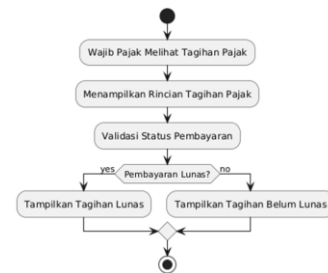 Wajib Pajak Melihat Tagihan Pajak
Menampilkan Rincian Tagihan Pajak
Validasi Status Pembayaran
yes
Pembayaran Lunas?
no
Tampilkan Tagihan Lunas
Tampilkan Tagihan Belum Lunas